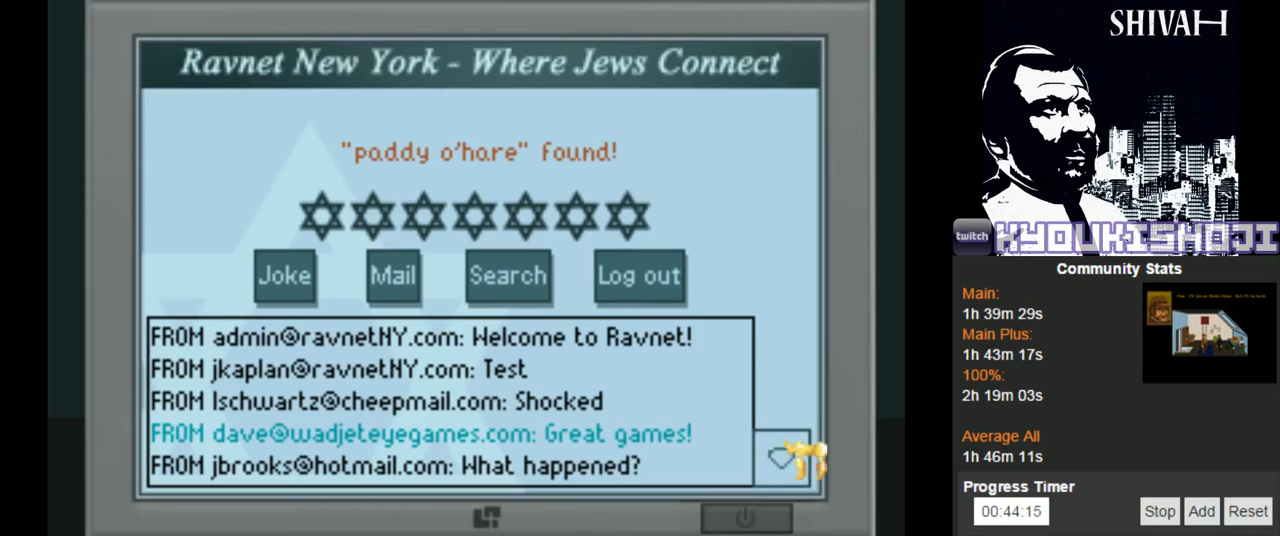 Ravnet New York - Where Jews Connect
"paddy o'hare" found!
Joke
Mail
Search
Log out
FROM admin@ravnetNY.com: Welcome to Ravnet!
FROM jkaplan@ravnetNY.com: Test
FROM lschwartz@cheepmail.com: Shocked
FROM dave@wadjeteyegames.com: Great games!
FROM jbrooks@hotmail.com: What happened?
SHIVAH
twitch
KYOUKISHOJI
Community Stats
Main:
1h 39m 29s
Main Plus:
1h 43m 17s
100%:
2h 19m 03s
Average All
1h 46m 11s
Progress Timer
00:44:15
Stop
Add
Reset